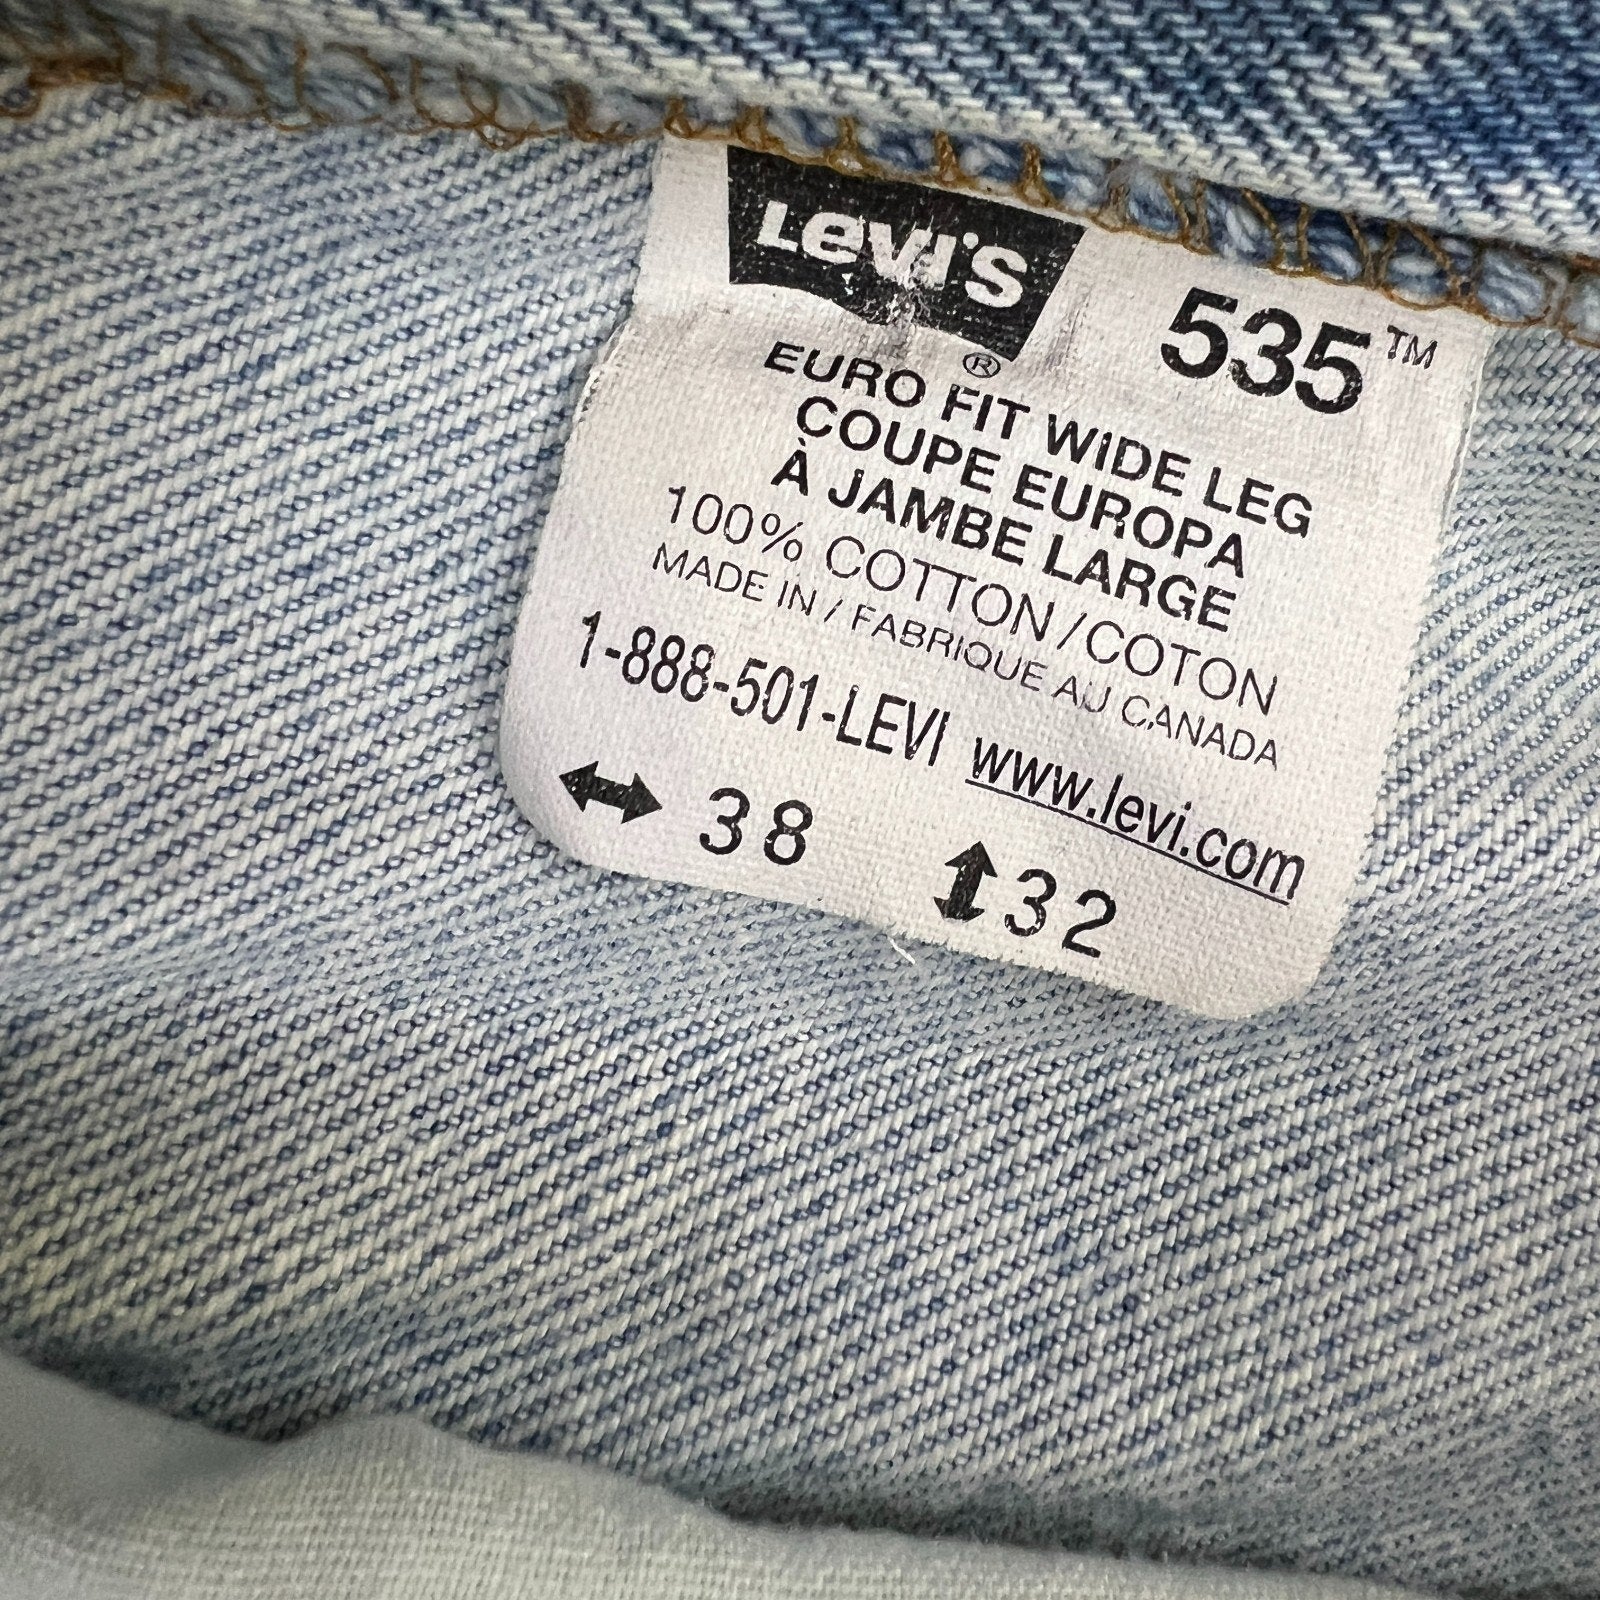 Levi's®
535™
EURO FIT WIDE LEG
COUPE EUROPA
À JAMBE LARGE
100% COTTON/COTON
MADE IN / FABRIQUE AU CANADA
1-888-501-LEVI www.levi.com
↔ 38 ↕ 32